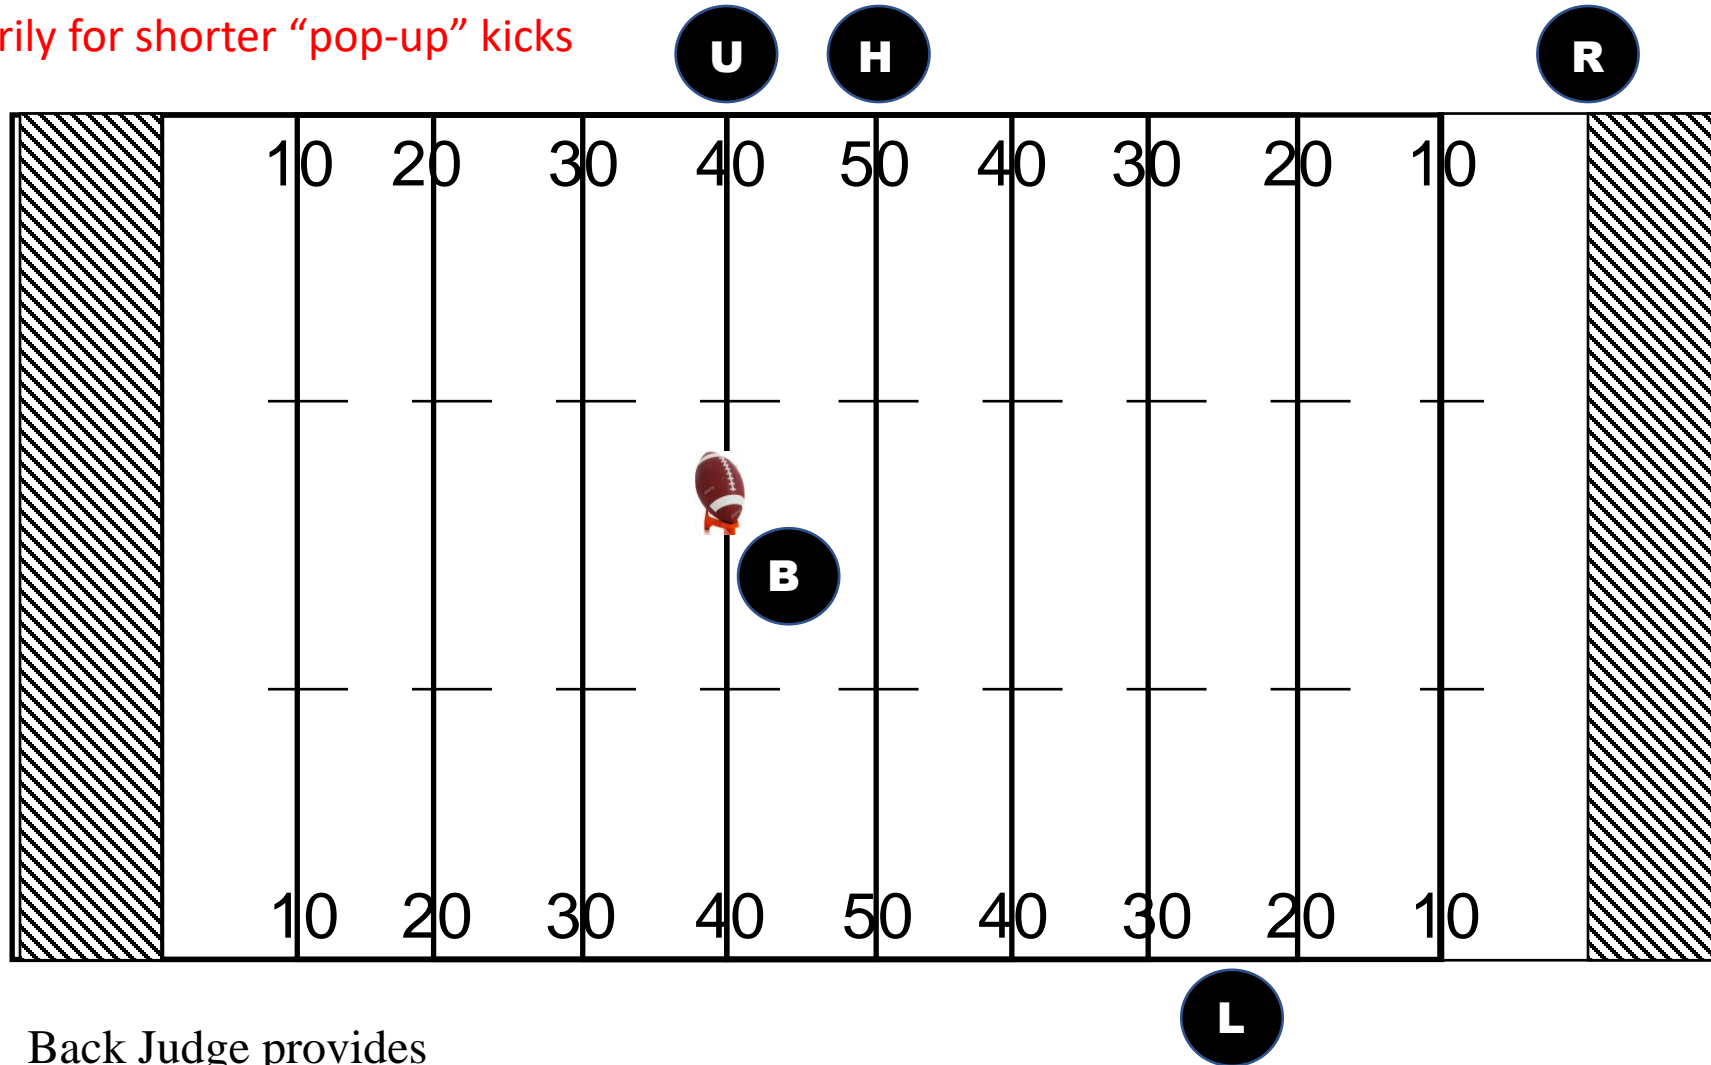 rily for shorter “pop-up” kicks
U H R
10 20 30 40 50 40 30 20 10
B
10 20 30 40 50 40 30 20 10
L
Back Judge provides